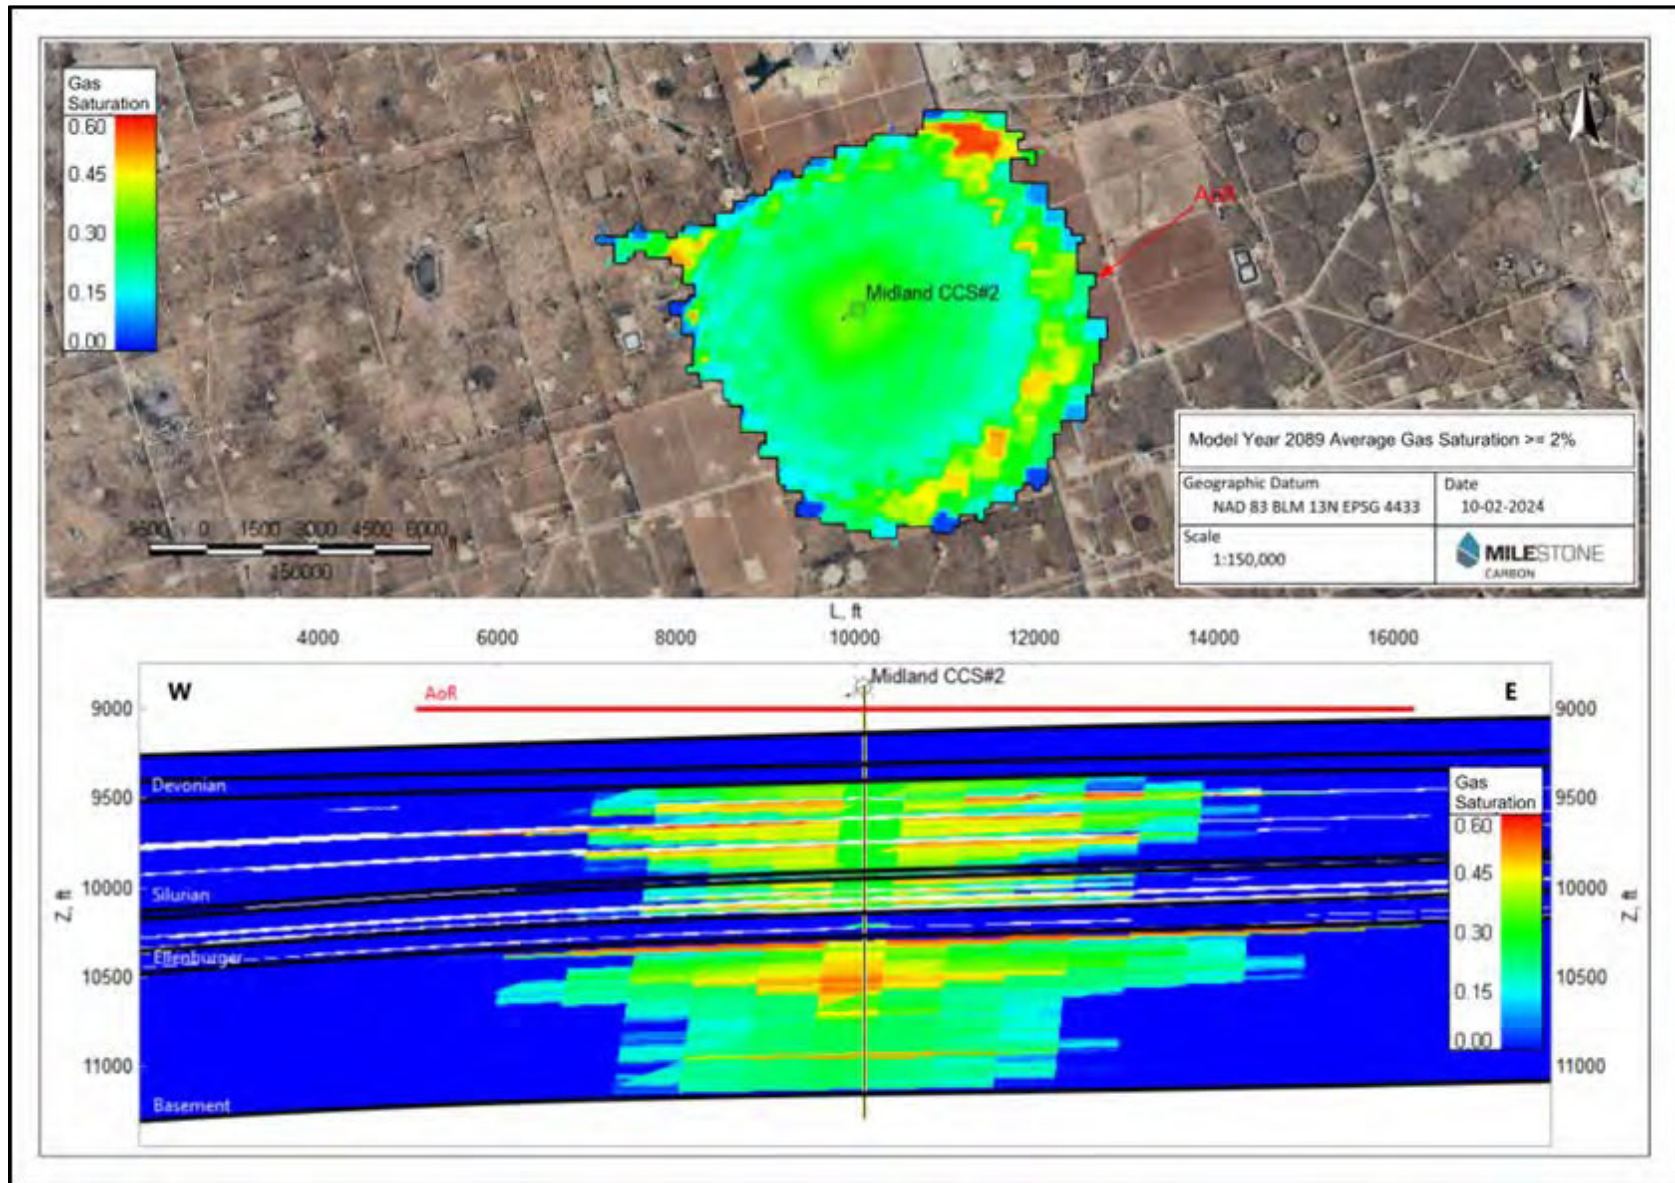 Gas
Saturation
0.60
0.45
0.30
0.15
0.00
N
AoR
Midland CCS#2
Model Year 2089 Average Gas Saturation >= 2%
Geographic Datum
NAD 83 BLM 13N EPSG 4433
Date
10-02-2024
Scale
1:150,000
MILESTONE
CARBON
0 1500 3000 4500 6000
L, ft
4000 6000 8000 10000 12000 14000 16000
W
AoR
Midland CCS#2
E
9000
9500
10000
10500
11000
Z, ft
Devonian
Silurian
Ellenburger
Basement
Gas
Saturation
0.60
0.45
0.30
0.15
0.00
9000
9500
10000
10500
11000
Z, ft